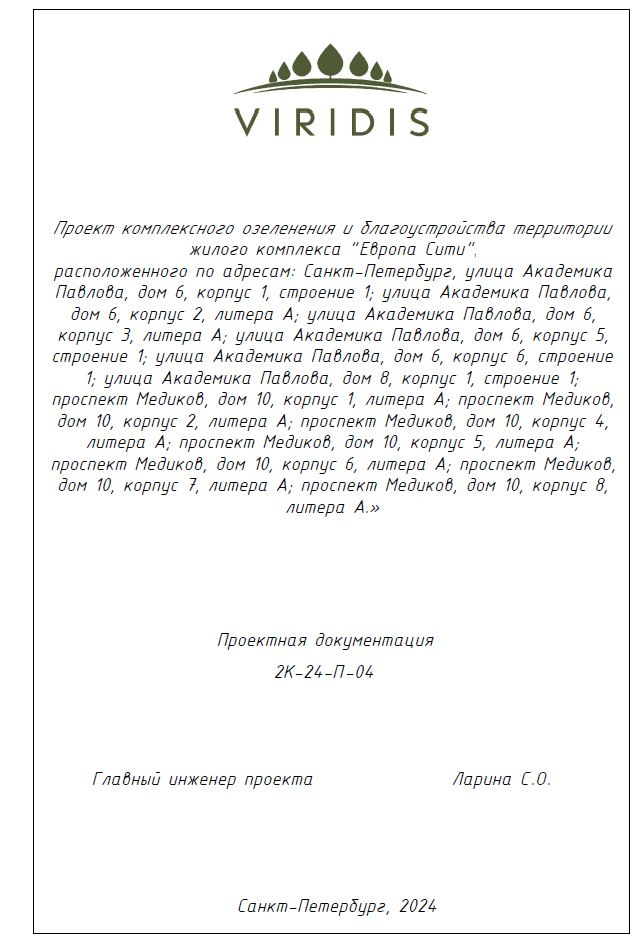 VIRIDIS
Проект комплексного озеленения и благоустройства территории
жилого комплекса "Европа Сити",
расположенного по адресам: Санкт-Петербург, улица Академика
Павлова, дом 6, корпус 1, строение 1; улица Академика Павлова,
дом 6, корпус 2, литера А; улица Академика Павлова, дом 6,
корпус 3, литера А; улица Академика Павлова, дом 6, корпус 5,
строение 1; улица Академика Павлова, дом 6, корпус 6, строение
1; улица Академика Павлова, дом 8, корпус 1, строение 1;
проспект Медиков, дом 10, корпус 1, литера А; проспект Медиков,
дом 10, корпус 2, литера А; проспект Медиков, дом 10, корпус 4,
литера А; проспект Медиков, дом 10, корпус 5, литера А;
проспект Медиков, дом 10, корпус 6, литера А; проспект Медиков,
дом 10, корпус 7, литера А; проспект Медиков, дом 10, корпус 8,
литера А.»
Проектная документация
2К-24-П-04
Главный инженер проекта Ларина С.О.
Санкт-Петербург, 2024